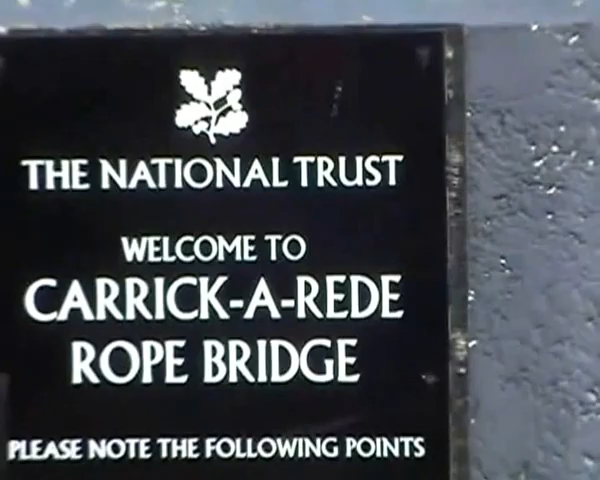 THE NATIONAL TRUST
WELCOME TO
CARRICK-A-REDE
ROPE BRIDGE
PLEASE NOTE THE FOLLOWING POINTS